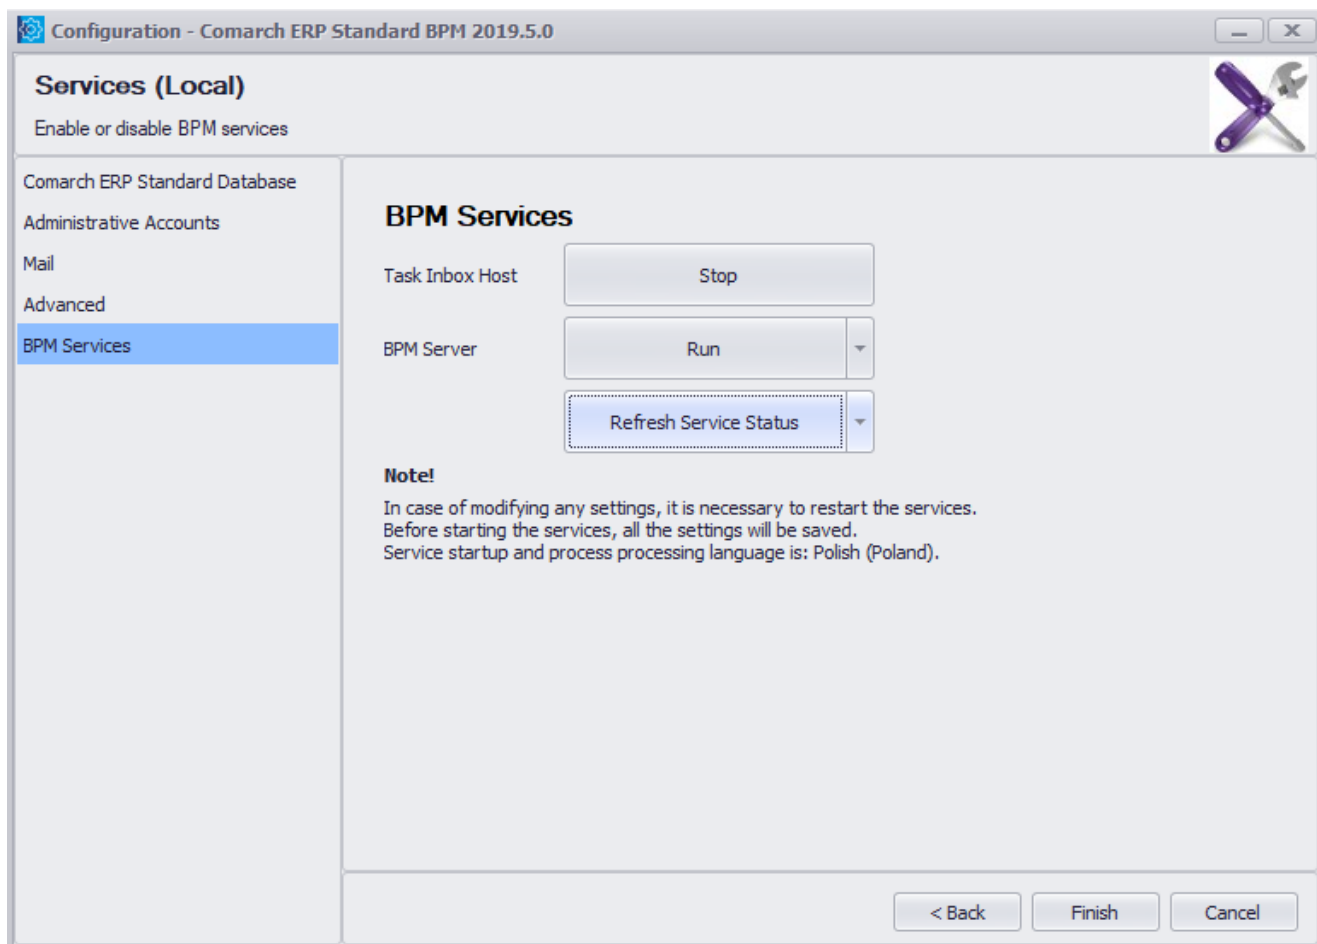 Configuration - Comarch ERP Standard BPM 2019.5.0
Services (Local)
Enable or disable BPM services
Comarch ERP Standard Database
Administrative Accounts
Mail
Advanced
BPM Services
BPM Services
Task Inbox Host
Stop
BPM Server
Run
Refresh Service Status
Note!
In case of modifying any settings, it is necessary to restart the services.
Before starting the services, all the settings will be saved.
Service startup and process processing language is: Polish (Poland).
< Back
Finish
Cancel